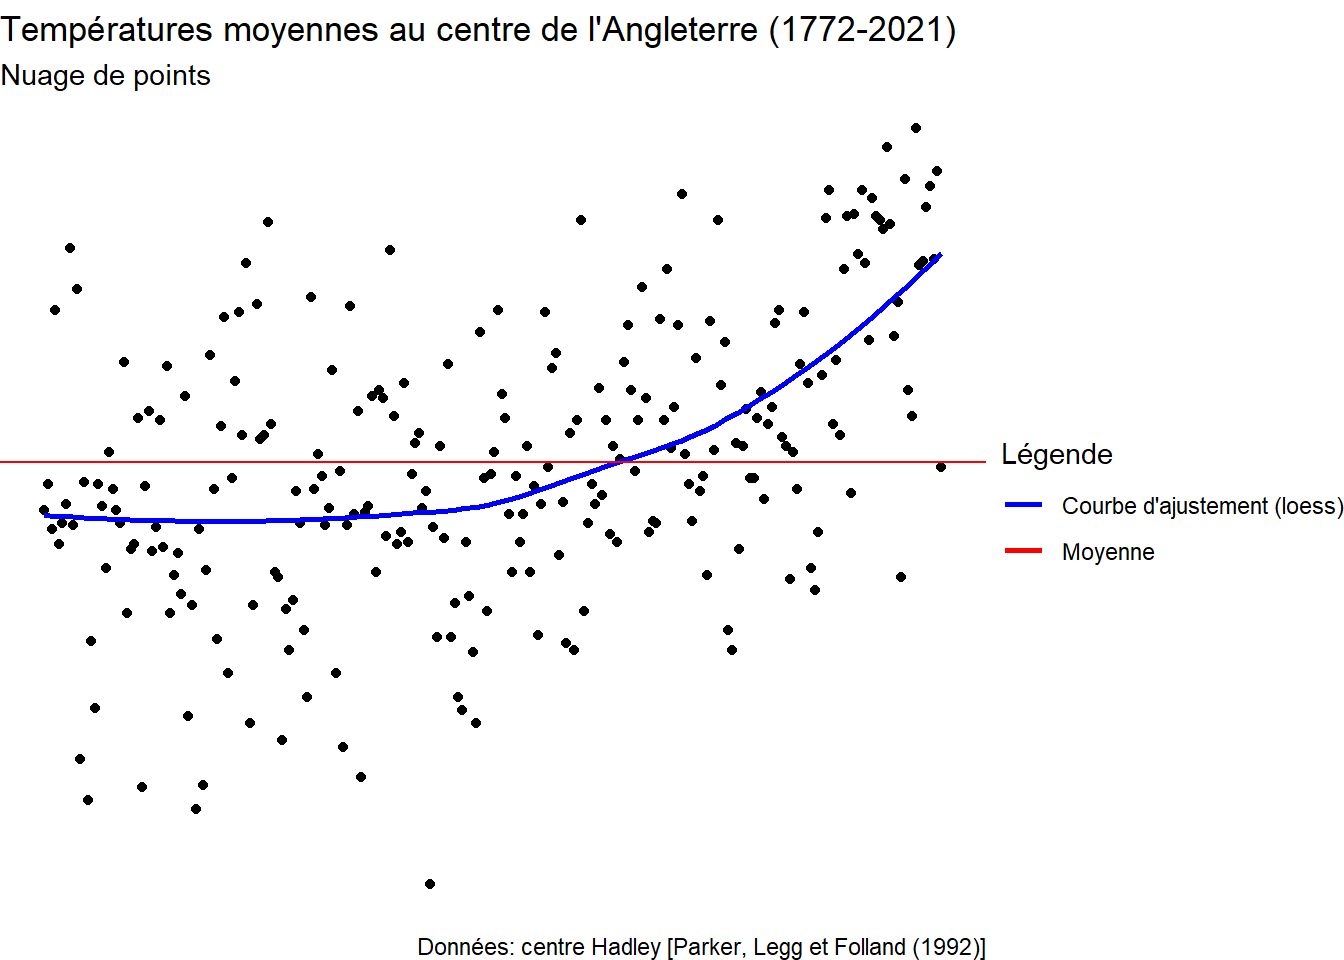 Températures moyennes au centre de l'Angleterre (1772-2021)
Nuage de points
Légende
Courbe d'ajustement (loess)
Moyenne
Données: centre Hadley [Parker, Legg et Folland (1992)]